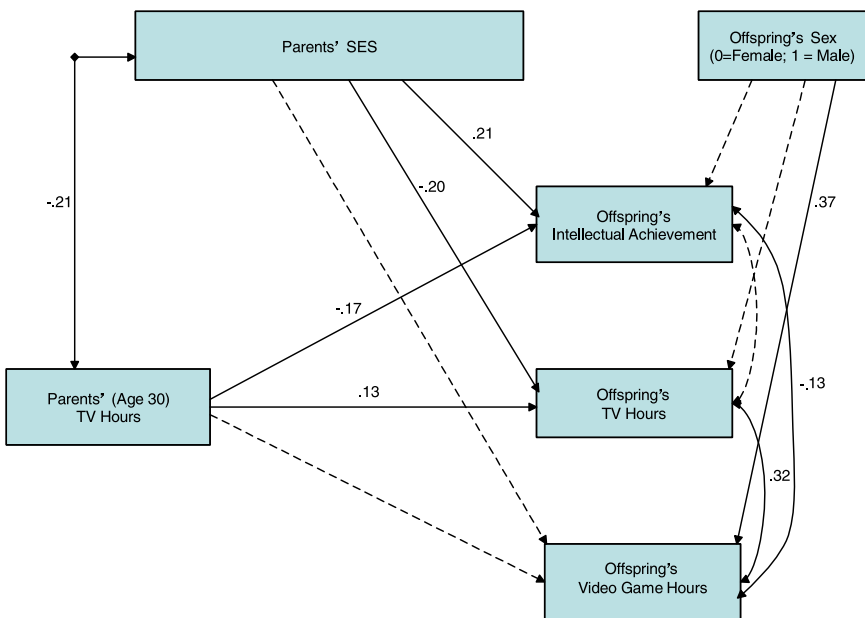 Parents' SES
Offspring's Sex
(0=Female; 1 = Male)
.21
-.20
-.21
.37
Offspring's
Intellectual Achievement
-.17
Parents' (Age 30)
TV Hours
.13
Offspring's
TV Hours
-.13
.32
Offspring's
Video Game Hours